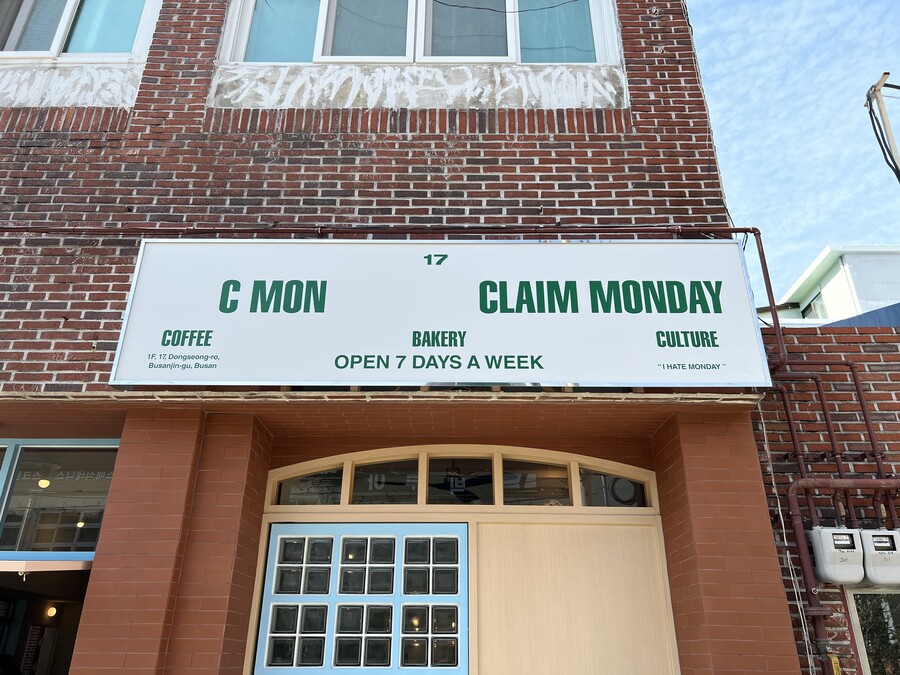 17
C MON
CLAIM MONDAY
COFFEE
BAKERY
CULTURE
1F, 17, Dongseong-ro,
Busanjin-gu, Busan
OPEN 7 DAYS A WEEK
"I HATE MONDAY"